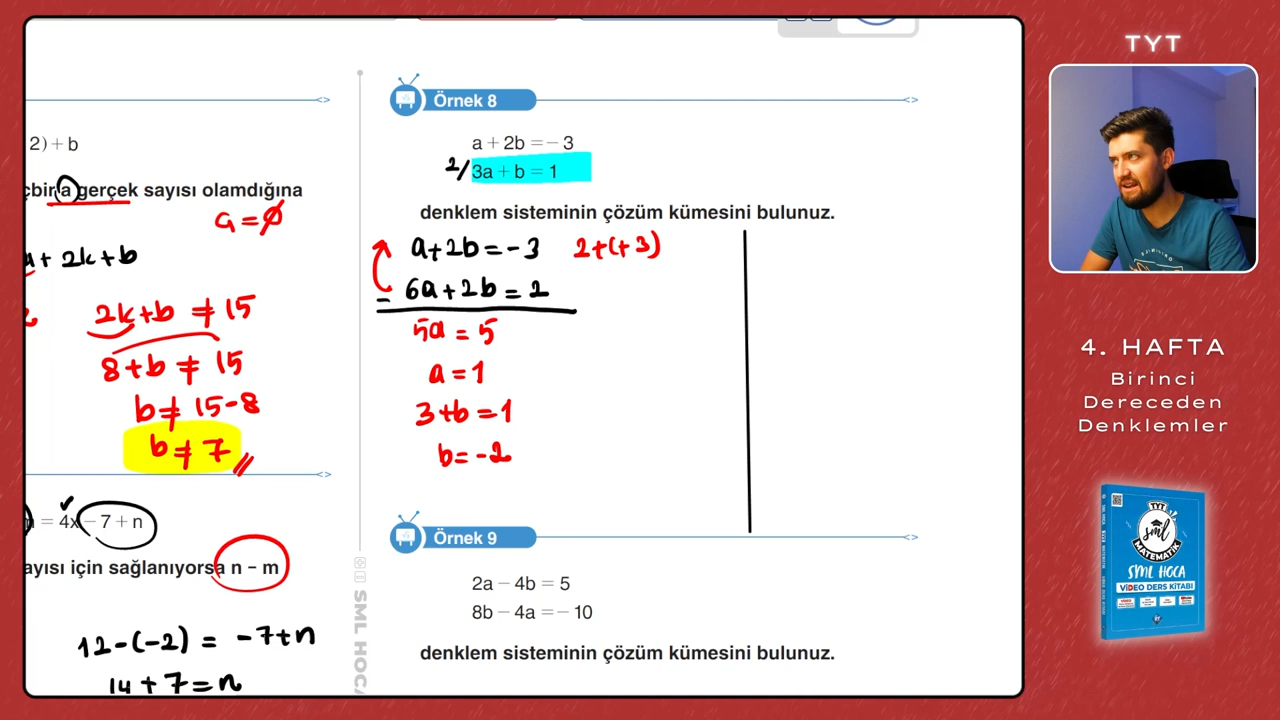 2) + b
çbir a gerçek sayısı olamdığına
a = ∅
+ 2k + b
2k + b ≠ 15
8 + b ≠ 15
b ≠ 15 - 8
b ≠ 7
= 4x - 7 + n
ayısı için sağlanıyorsa n - m
12 - (-2) = -7 + n
14 + 7 = n
SML HOCA
Örnek 8
a + 2b = - 3
2/ 3a + b = 1
denklem sisteminin çözüm kümesini bulunuz.
a + 2b = -3 2 + (+3)
- 6a + 2b = 2
5a = 5
a = 1
3 + b = 1
b = -2
Örnek 9
2a - 4b = 5
8b - 4a = - 10
denklem sisteminin çözüm kümesini bulunuz.
TYT
4. HAFTA
Birinci
Dereceden
Denklemler
TYT
sml
MATEMATİK
SML HOCA
VİDEO DERS KİTABI